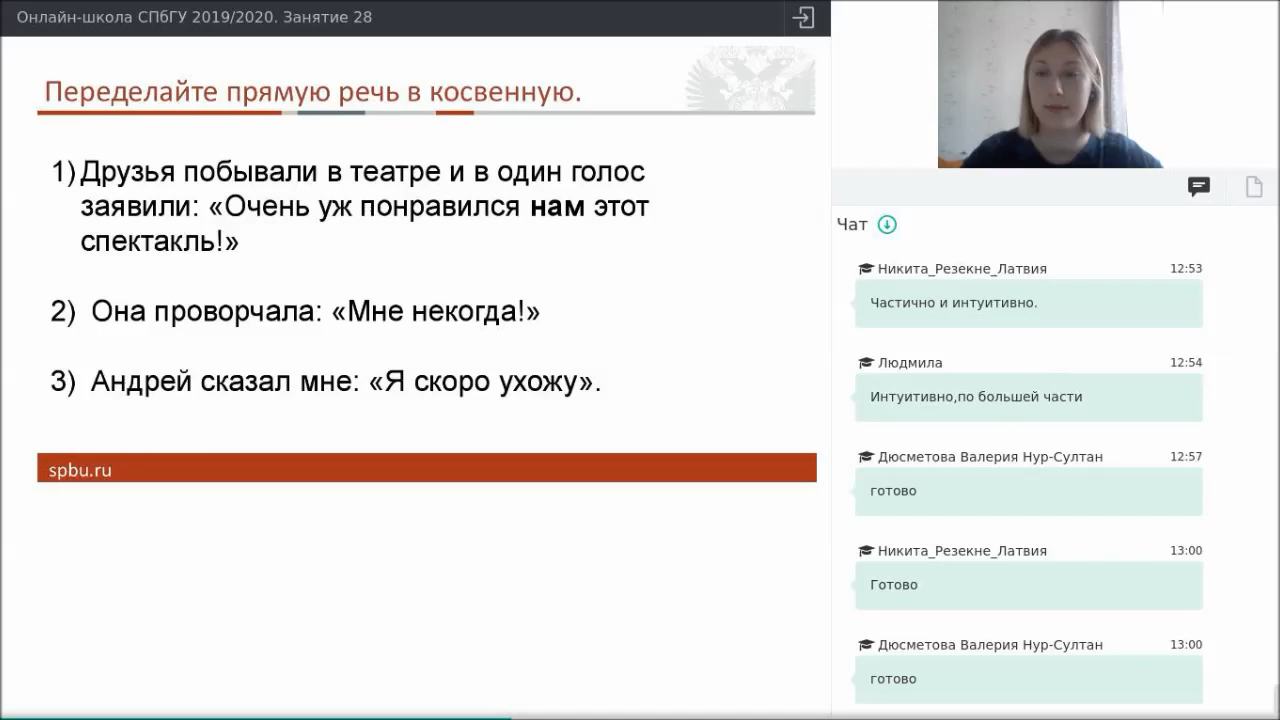 Онлайн-школа СПбГУ 2019/2020. Занятие 28
Переделайте прямую речь в косвенную.
1) Друзья побывали в театре и в один голос
заявили: «Очень уж понравился нам этот
спектакль!»
2) Она проворчала: «Мне некогда!»
3) Андрей сказал мне: «Я скоро ухожу».
spbu.ru
Чат
Никита_Резекне_Латвия 12:53
Частично и интуитивно.
Людмила 12:54
Интуитивно,по большей части
Дюсметова Валерия Нур-Султан 12:57
готово
Никита_Резекне_Латвия 13:00
Готово
Дюсметова Валерия Нур-Султан 13:00
готово